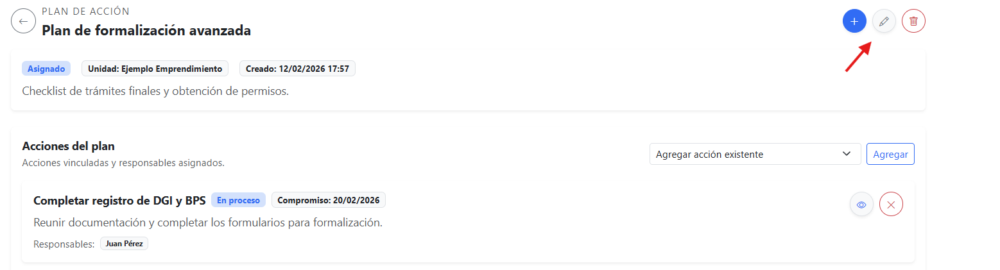 PLAN DE ACCIÓN
Plan de formalización avanzada
Asignado Unidad: Ejemplo Emprendimiento Creado: 12/02/2026 17:57
Checklist de trámites finales y obtención de permisos.
Acciones del plan
Acciones vinculadas y responsables asignados.
Agregar acción existente Agregar
Completar registro de DGI y BPS En proceso Compromiso: 20/02/2026
Reunir documentación y completar los formularios para formalización.
Responsables: Juan Pérez